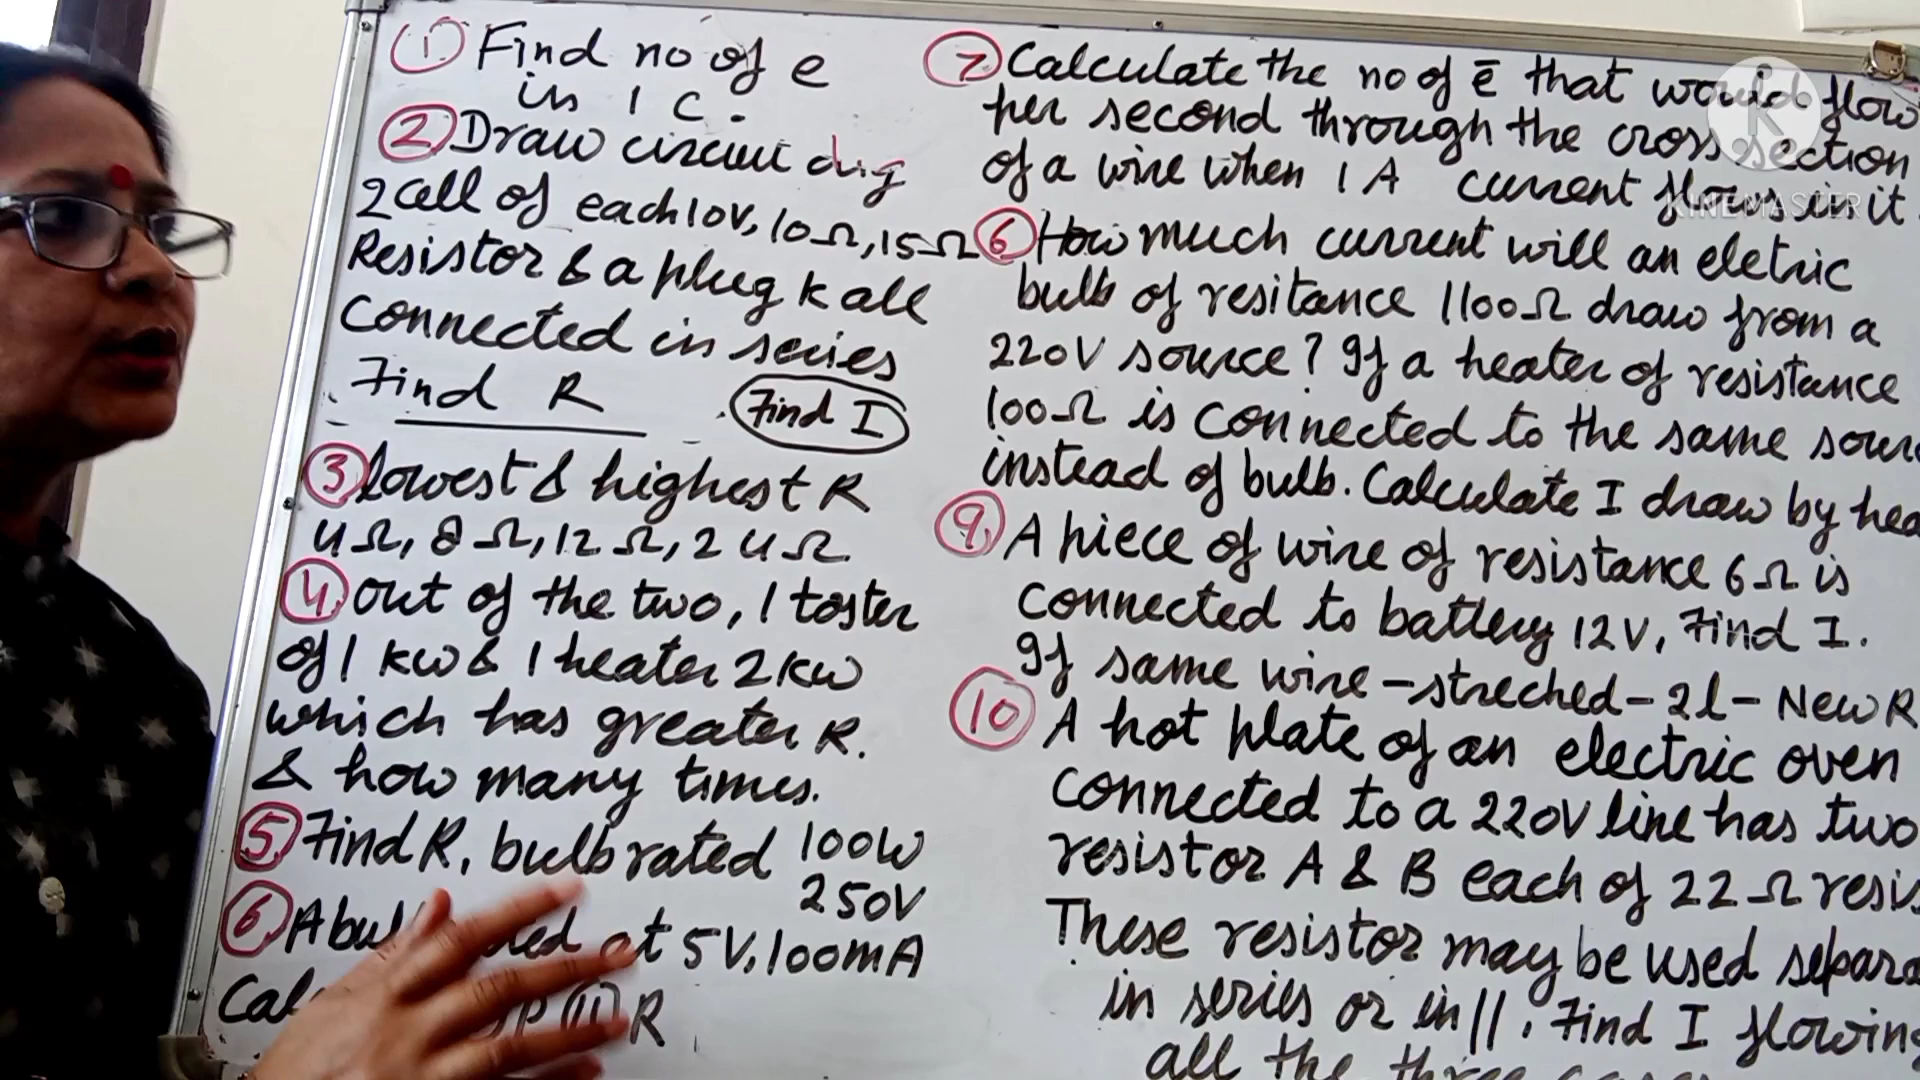 ① Find no of e
in 1 C.
② Draw circuit dig
2 cell of each 10V, 10Ω, 15Ω
Resistor & a plug k all
connected in series
Find R
Find I
③ lowest & highest R
4Ω, 8Ω, 12Ω, 24Ω.
④ out of the two, 1 toster
of 1 kw & 1 heater 2kw
which has greater R.
& how many times.
⑤ Find R, bulb rated 100W
250V
⑥ A at 5V, 100mA
P (ii) R
⑦ Calculate the no of ē that would flow
per second through the cross section
of a wire when 1 A current flows in it.
⑥ How much current will an eletric
bulb of resitance 1100Ω draw from a
220V source? If a heater of resistance
100Ω is connected to the same
instead of bulb. Calculate I draw by
⑨ A piece of wire of resistance 6Ω is
connected to battery 12V, Find I.
If same wire - streched - 2l - New R
⑩ A hot plate of an electric oven
connected to a 220V line has two
resistor A & B each of 22Ω
These resistor may be used
in series or in ||. Find I flowing
all the three
K
KINEMASTER